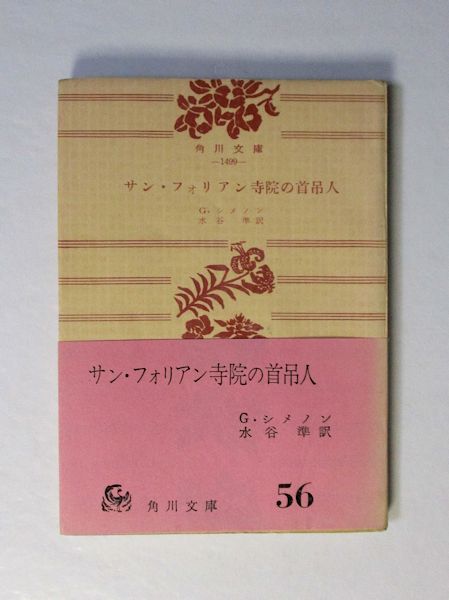 角川文庫
—1499—
サン・フォリアン寺院の首吊人
G・シメノン
水谷準訳
サン・フォリアン寺院の首吊人
G・シメノン
水谷準訳
角川文庫
56